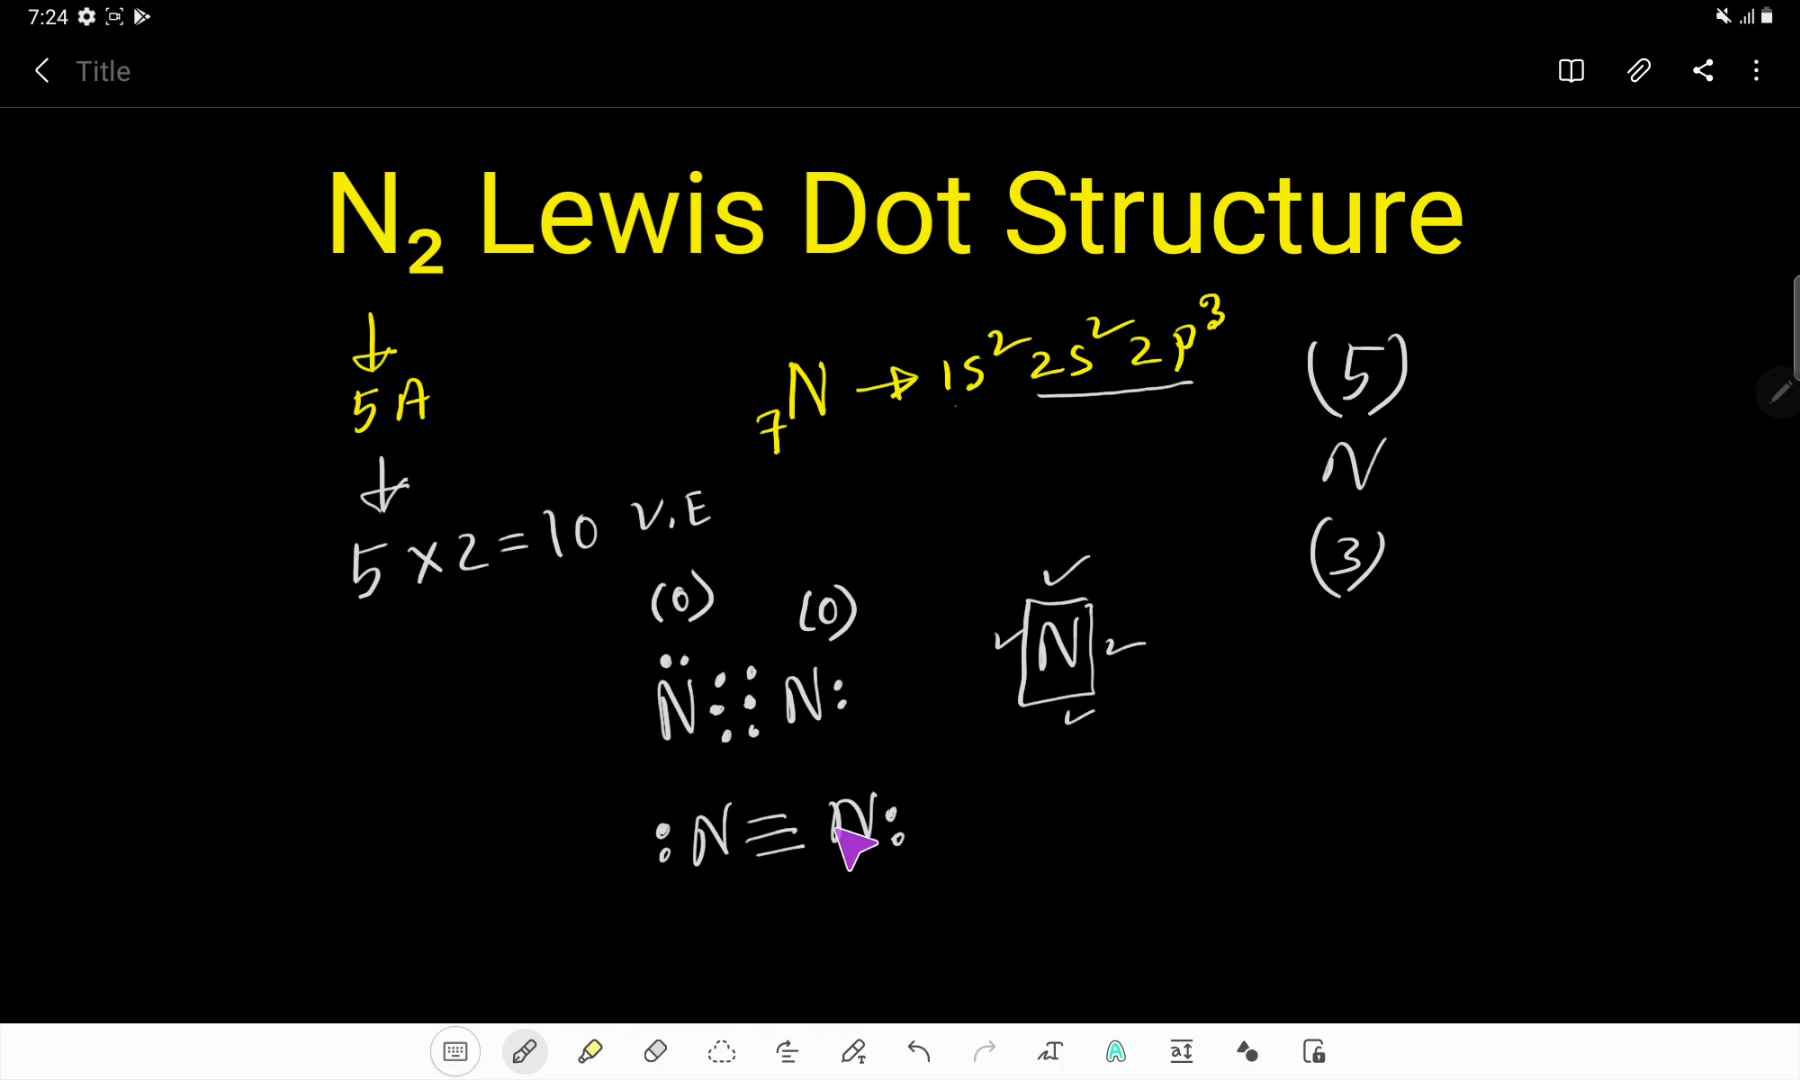 7:24
Title
N₂ Lewis Dot Structure
↓
5A
₇N → 1s² 2s² 2p³
(5)
N
(3)
↓
5 × 2 = 10 V.E
(0) (0)
N⋮⋮N:
N
:N≡N: